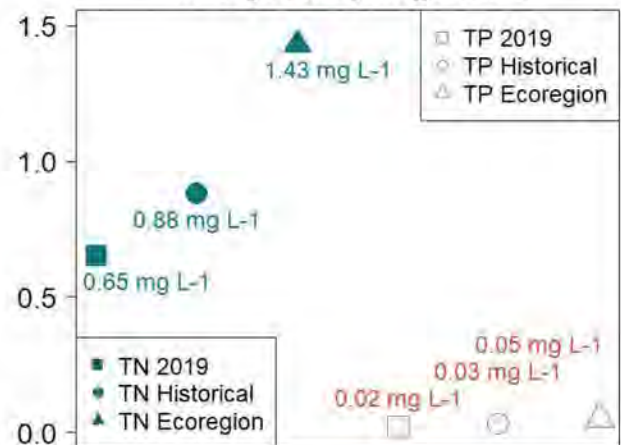 1.5
TP 2019
TP Historical
TP Ecoregion
1.43 mg L-1
1.0
0.88 mg L-1
0.65 mg L-1
0.5
TN 2019
TN Historical
TN Ecoregion
0.05 mg L-1
0.03 mg L-1
0.02 mg L-1
0.0